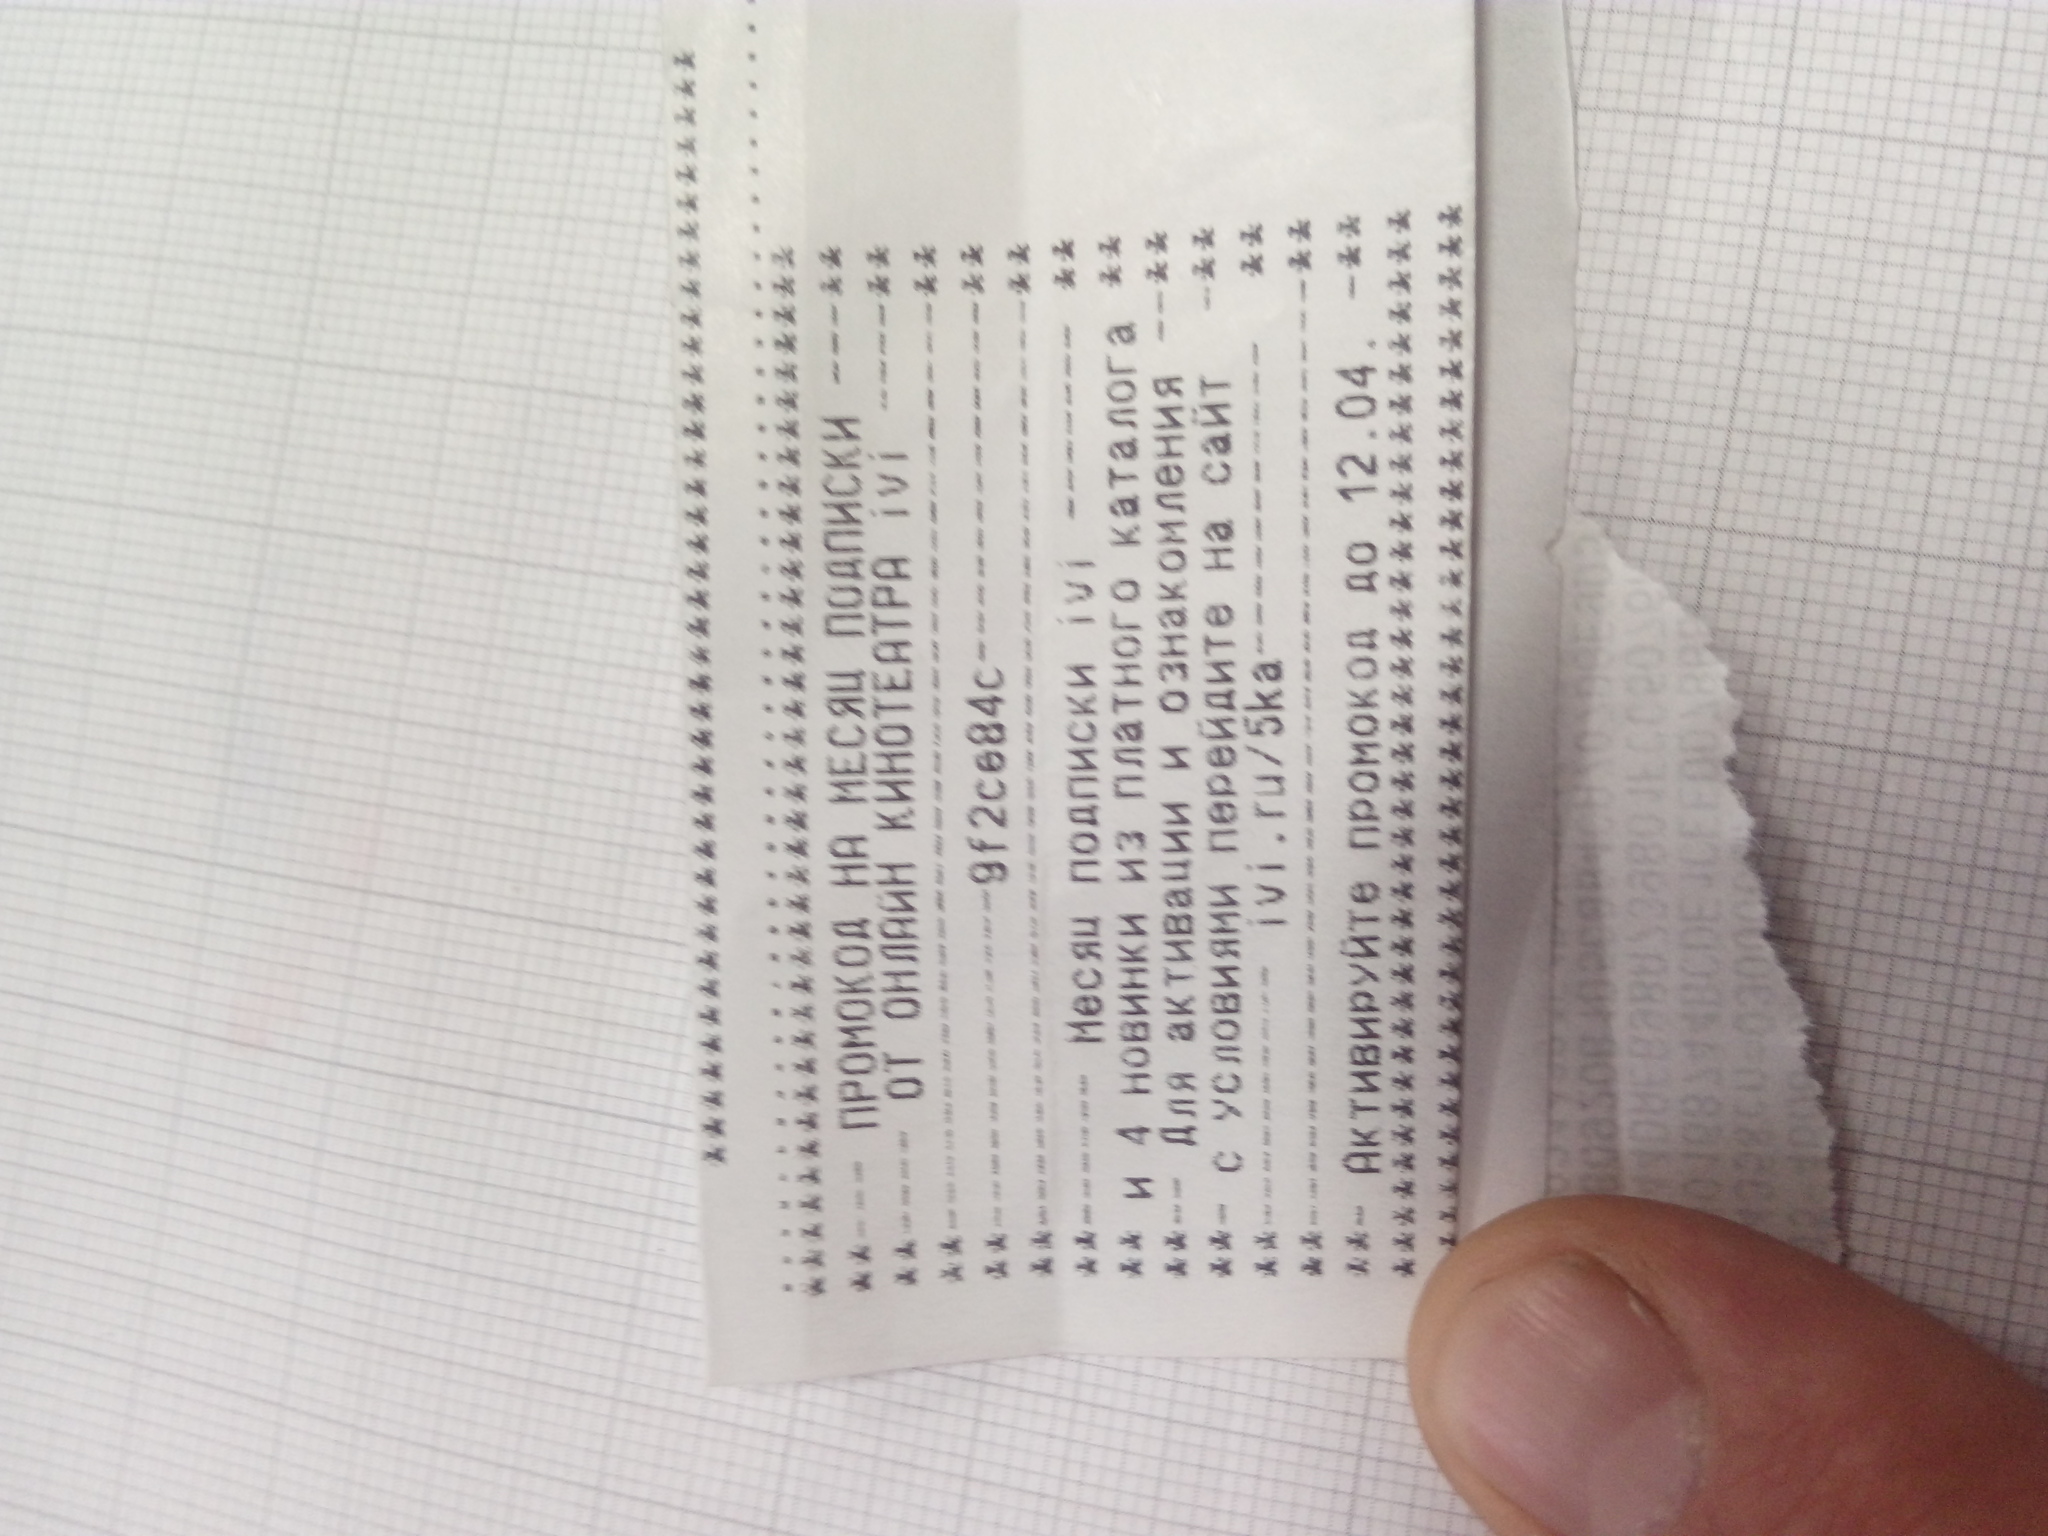 ****************************
................................
******************************
**--- ПРОМОКОД НА МЕСЯЦ ПОДПИСКИ ---**
**---- ОТ ОНЛАЙН КИНОТЕАТРА ivi ----**
**--------------------------------**
**----------9f2ce84c--------------**
**--------------------------------**
**---- Месяц подписки ivi ------ **
** и 4 новинки из платного каталога **
**--- Для активации и ознакомления --**
**-- с условиями перейдите на сайт --**
**--------- ivi.ru/5ka---------- **
**--------------------------------**
**-- Активируйте промокод до 12.04. -**
******************************
******************************